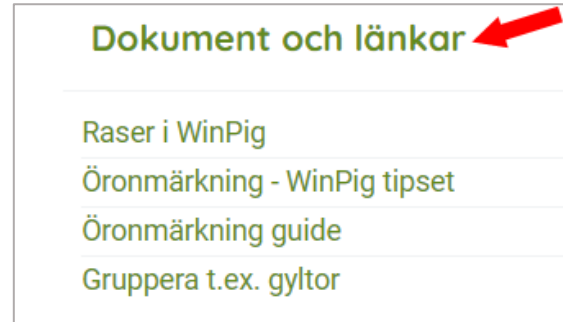 Dokument och länkar
Raser i WinPig
Öronmärkning - WinPig tipset
Öronmärkning guide
Gruppera t.ex. gyltor